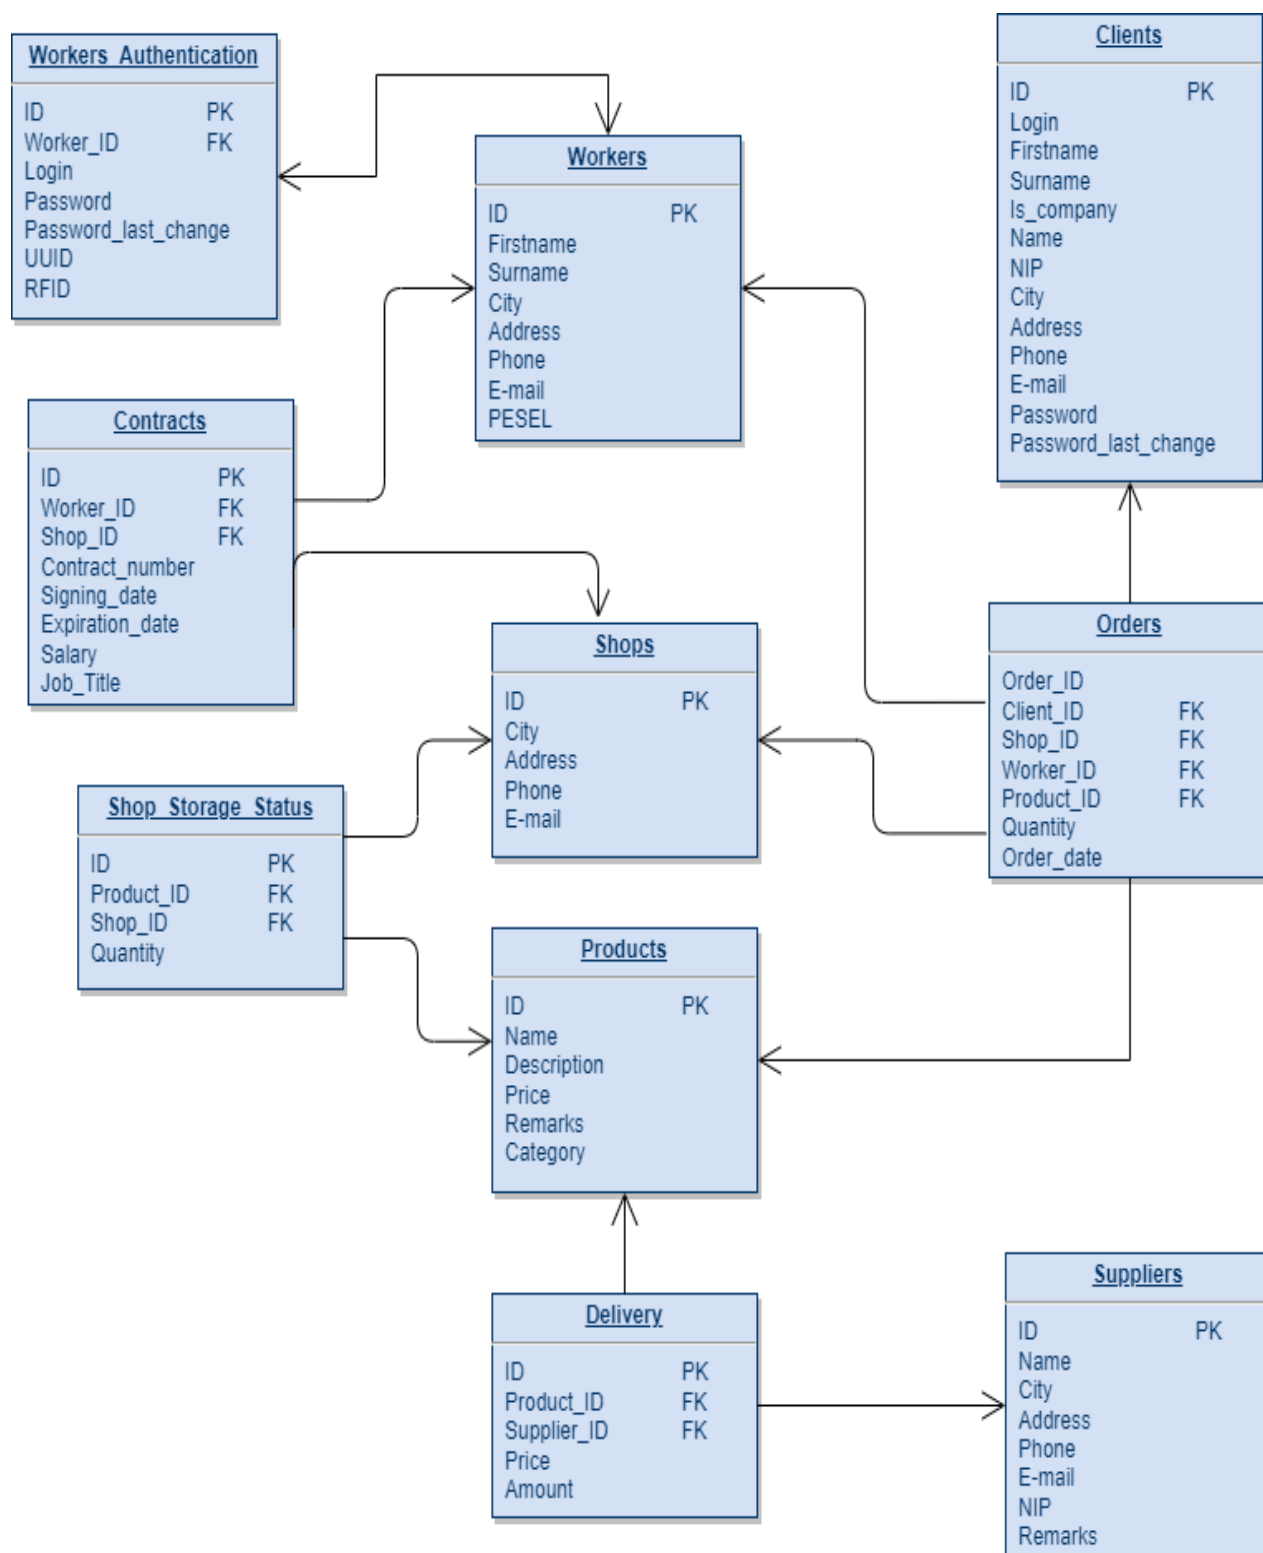 Workers_Authentication
ID PK
Worker_ID FK
Login
Password
Password_last_change
UUID
RFID
Workers
ID PK
Firstname
Surname
City
Address
Phone
E-mail
PESEL
Clients
ID PK
Login
Firstname
Surname
Is_company
Name
NIP
City
Address
Phone
E-mail
Password
Password_last_change
Contracts
ID PK
Worker_ID FK
Shop_ID FK
Contract_number
Signing_date
Expiration_date
Salary
Job_Title
Shops
ID PK
City
Address
Phone
E-mail
Orders
Order_ID
Client_ID FK
Shop_ID FK
Worker_ID FK
Product_ID FK
Quantity
Order_date
Shop_Storage_Status
ID PK
Product_ID FK
Shop_ID FK
Quantity
Products
ID PK
Name
Description
Price
Remarks
Category
Delivery
ID PK
Product_ID FK
Supplier_ID FK
Price
Amount
Suppliers
ID PK
Name
City
Address
Phone
E-mail
NIP
Remarks